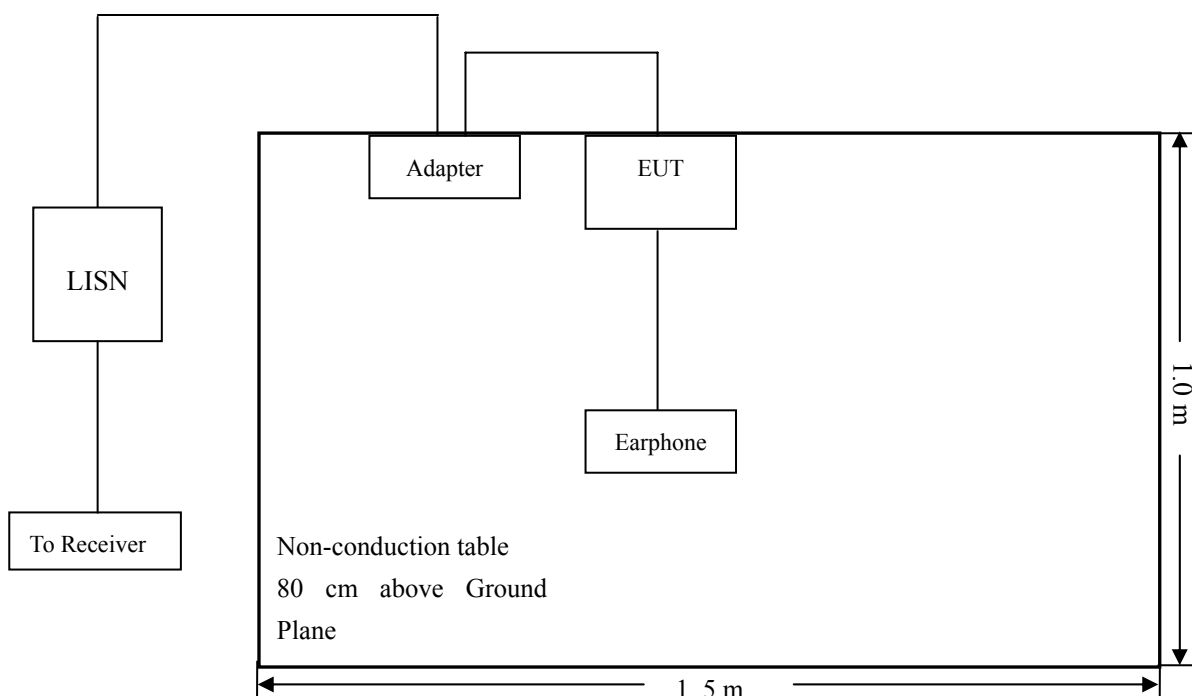 Adapter
EUT
LISN
Earphone
To Receiver
Non-conduction table
80 cm above Ground
Plane
1.0 m
1. 5 m